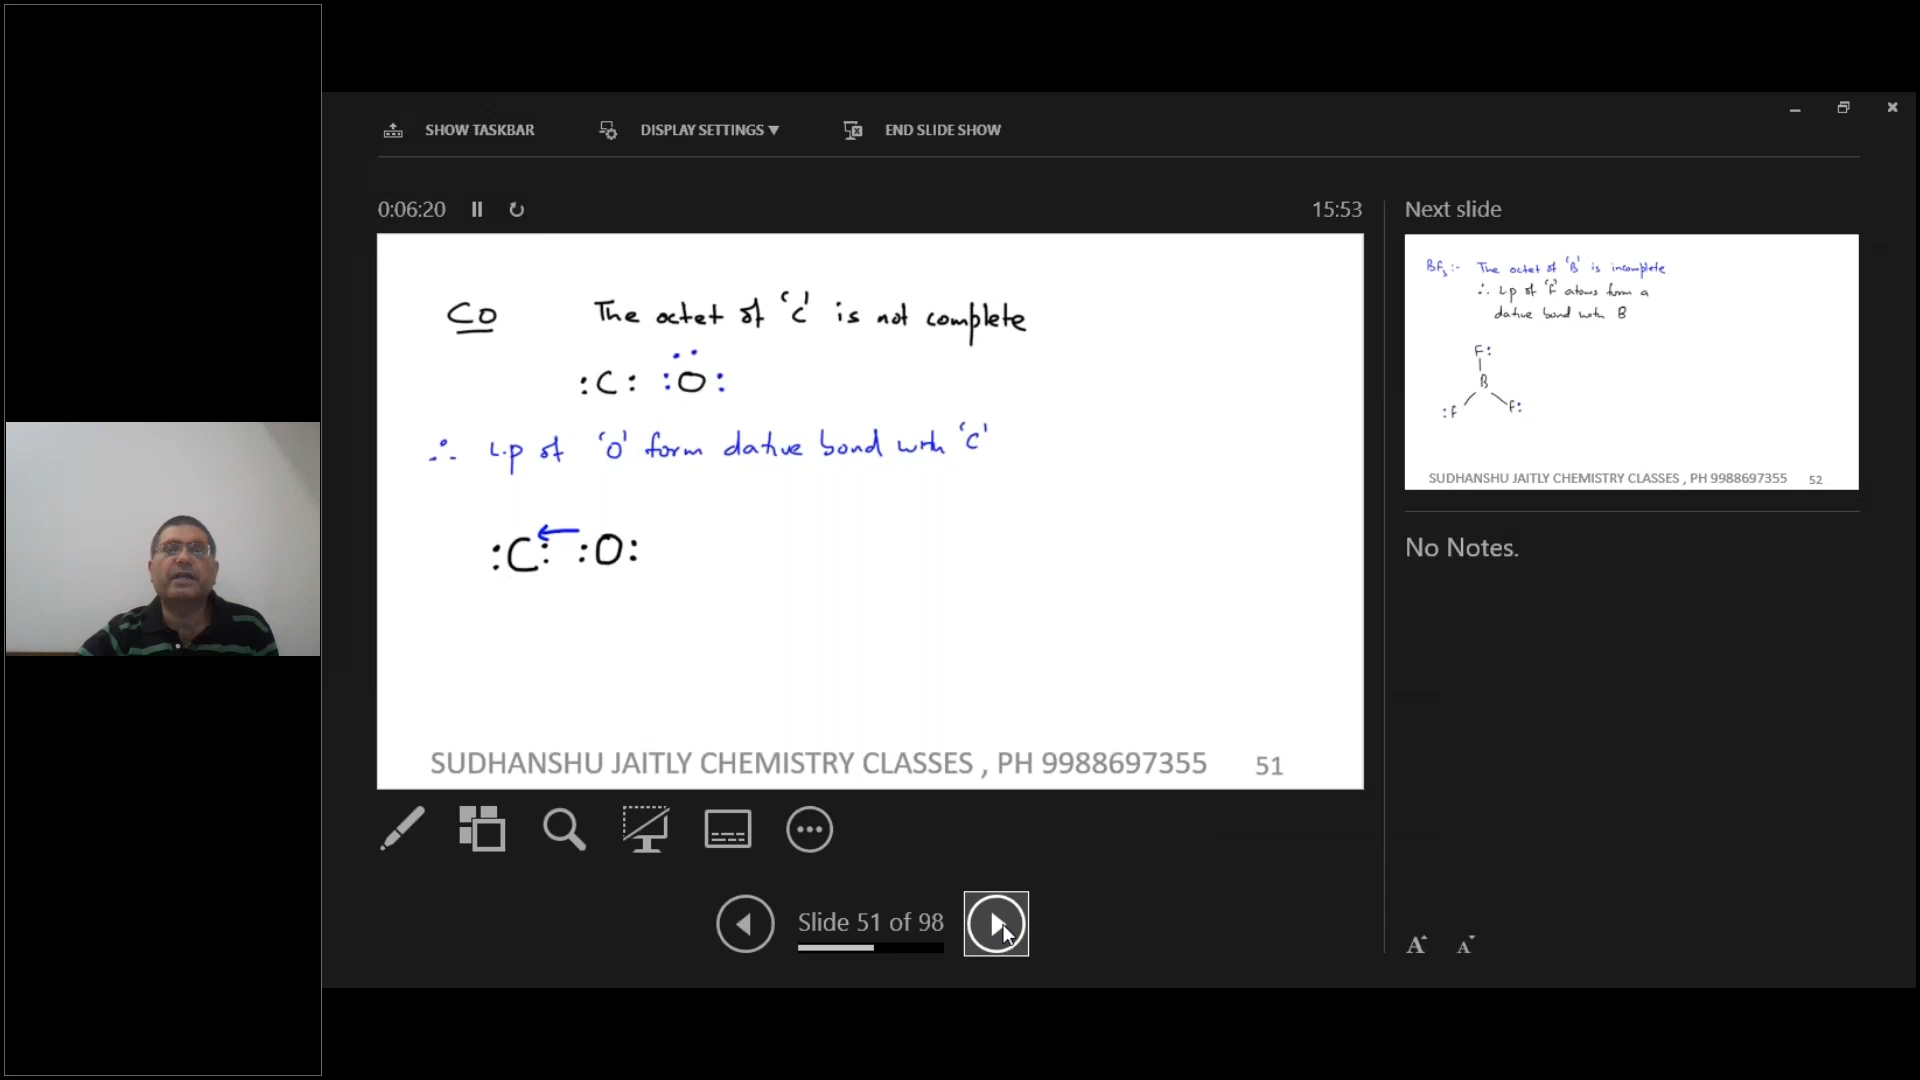 SHOW TASKBAR
DISPLAY SETTINGS ▼
END SLIDE SHOW
0:06:20
15:53
CO The octet of 'C' is not complete
:C: :O:
∴ L.p of 'O' form dative bond with 'C'
:C: ← :O:
SUDHANSHU JAITLY CHEMISTRY CLASSES , PH 9988697355 51
Slide 51 of 98
Next slide
BF3:- The octet of 'B' is incomplete
∴ Lp of 'F' atoms form a
dative bond with B
F:
B
:F F:
SUDHANSHU JAITLY CHEMISTRY CLASSES , PH 9988697355 52
No Notes.
A A